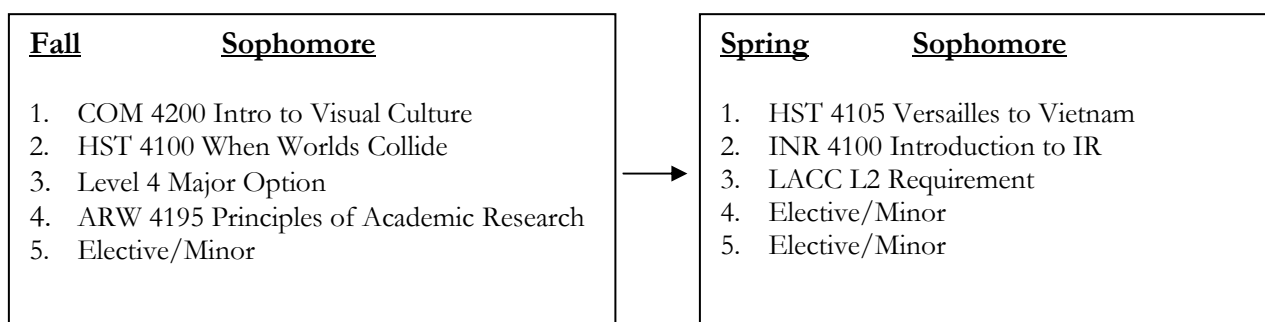 Fall Sophomore
1. COM 4200 Intro to Visual Culture
2. HST 4100 When Worlds Collide
3. Level 4 Major Option
4. ARW 4195 Principles of Academic Research
5. Elective/Minor
Spring Sophomore
1. HST 4105 Versailles to Vietnam
2. INR 4100 Introduction to IR
3. LACC L2 Requirement
4. Elective/Minor
5. Elective/Minor